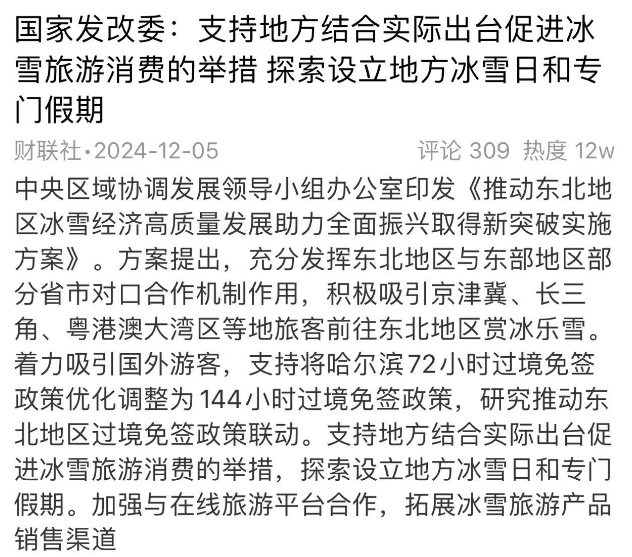 国家发改委：支持地方结合实际出台促进冰
雪旅游消费的举措 探索设立地方冰雪日和专
门假期
财联社·2024-12-05 评论 309 热度 12w
中央区域协调发展领导小组办公室印发《推动东北地
区冰雪经济高质量发展助力全面振兴取得新突破实施
方案》。方案提出，充分发挥东北地区与东部地区部
分省市对口合作机制作用，积极吸引京津冀、长三
角、粤港澳大湾区等地旅客前往东北地区赏冰乐雪。
着力吸引国外游客，支持将哈尔滨72小时过境免签
政策优化调整为144小时过境免签政策，研究推动东
北地区过境免签政策联动。支持地方结合实际出台促
进冰雪旅游消费的举措，探索设立地方冰雪日和专门
假期。加强与在线旅游平台合作，拓展冰雪旅游产品
销售渠道